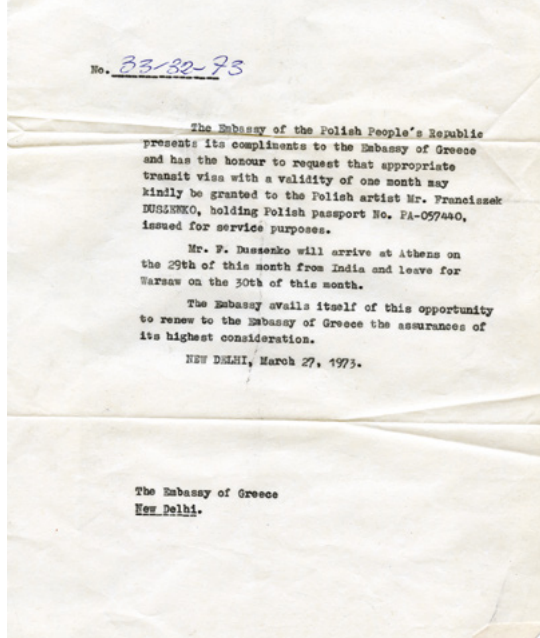 No. 33-32-73
The Embassy of the Polish People's Republic
presents its compliments to the Embassy of Greece
and has the honour to request that appropriate
transit visa with a validity of one month may
kindly be granted to the Polish artist Mr. Franciszek
DUSZENKO, holding Polish passport No. PA-057440,
issued for service purposes.
Mr. F. Duszenko will arrive at Athens on
the 29th of this month from India and leave for
Warsaw on the 30th of this month.
The Embassy avails itself of this opportunity
to renew to the Embassy of Greece the assurances of
its highest consideration.
NEW DELHI, March 27, 1973.
The Embassy of Greece
New Delhi.